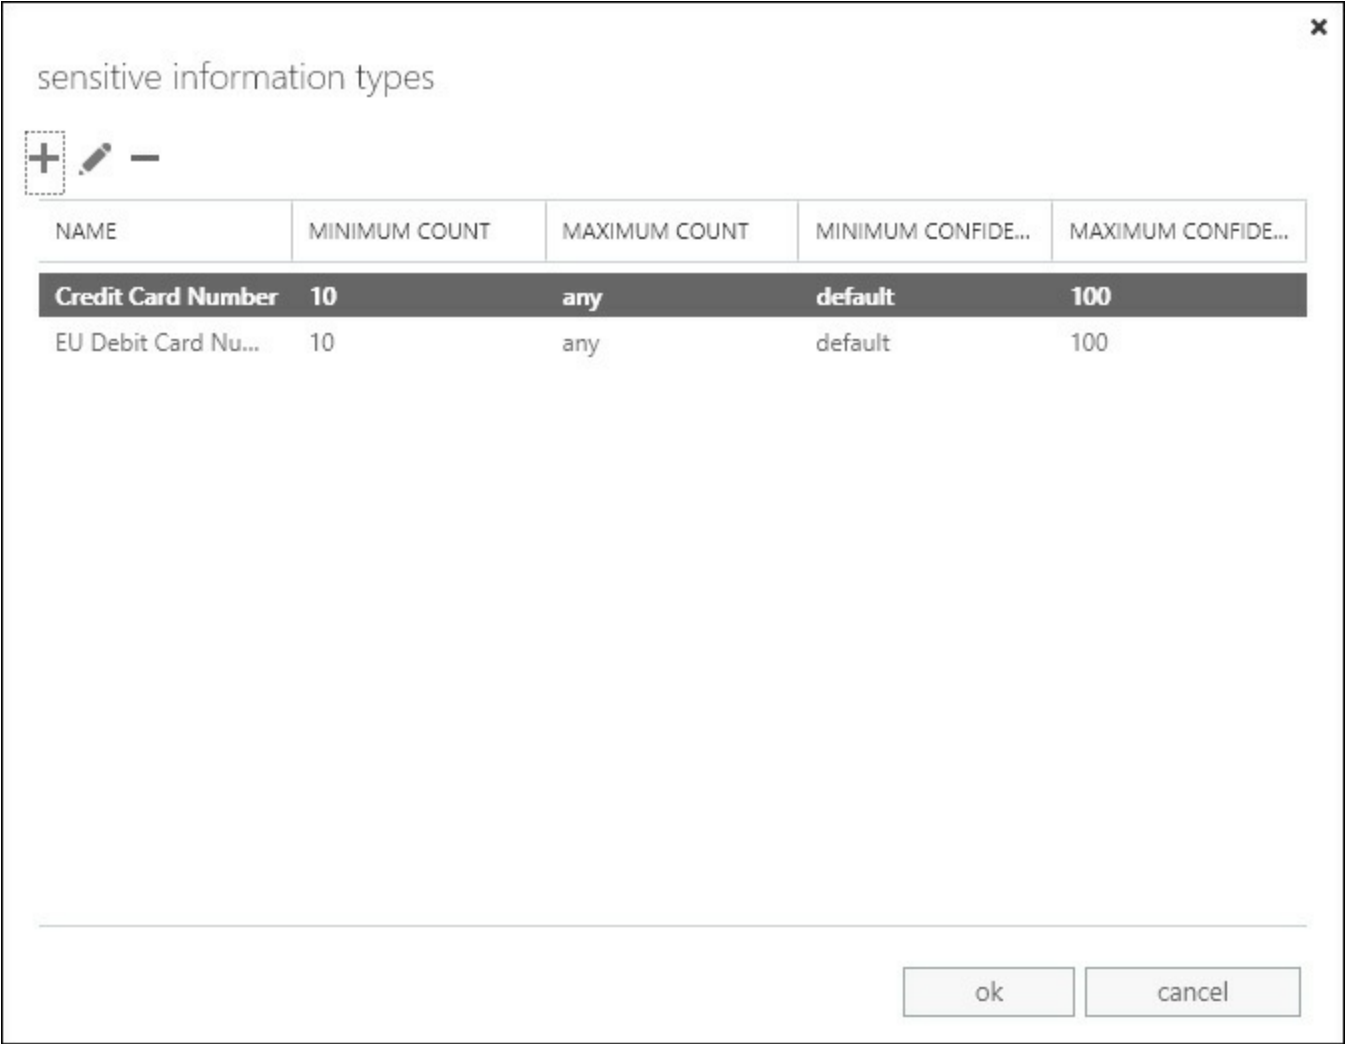 sensitive information types
NAME MINIMUM COUNT MAXIMUM COUNT MINIMUM CONFIDE... MAXIMUM CONFIDE...
Credit Card Number 10 any default 100
EU Debit Card Nu... 10 any default 100
ok cancel